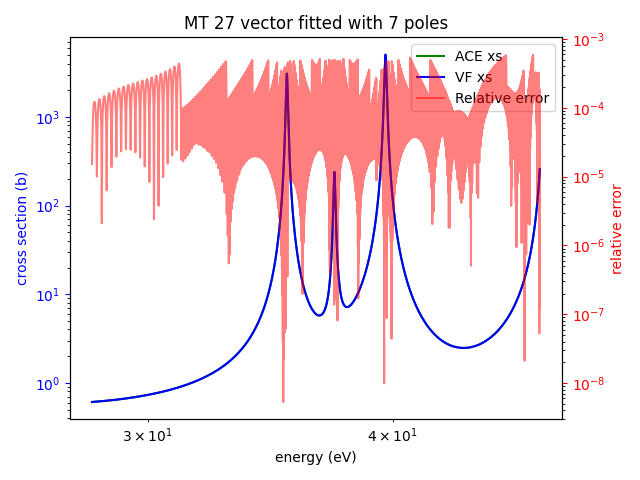 MT 27 vector fitted with 7 poles
ACE xs
VF xs
Relative error
cross section (b)
10³
10²
10¹
10⁰
relative error
10⁻³
10⁻⁴
10⁻⁵
10⁻⁶
10⁻⁷
10⁻⁸
3 × 10¹
4 × 10¹
energy (eV)